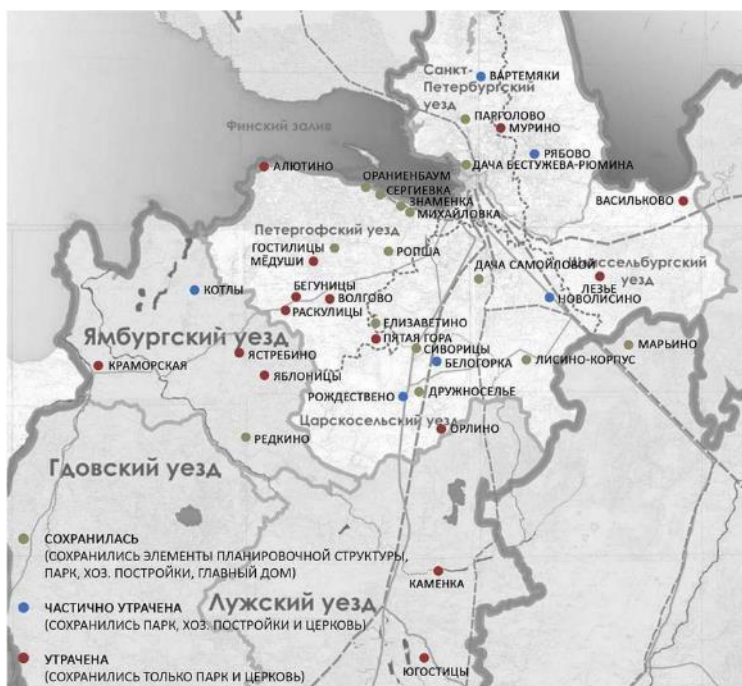 Санкт-
Петербургский
уезд
ВАРТЕМЯКИ
ПАРГОЛОВО
МУРИНО
Финский залив
РЯБОВО
ДАЧА БЕСТУЖЕВА-РЮМИНА
АЛЮТИНО
ОРАНИЕНБАУМ
СЕРГИЕВКА
ЗНАМЕНКА
МИХАЙЛОВКА
ВАСИЛЬКОВО
Петергофский уезд
ГОСТИЛИЦЫ
МЁДУШИ
РОПША
ДАЧА САМОЙЛОВОЙ
Шлиссельбургский
уезд
ЛЕЗЬЕ
КОТЛЫ
БЕГУНИЦЫ
ВОЛГОВО
РАСКУЛИЦЫ
НОВОЛИСИНО
Ямбургский уезд
ЕЛИЗАВЕТИНО
ПЯТАЯ ГОРА
СИВОРИЦЫ
МАРЬИНО
ЯСТРЕБИНО
БЕЛОГОРКА
ЛИСИНО-КОРПУС
КРАМОРСКАЯ
ЯБЛОНИЦЫ
РОЖДЕСТВЕНО
ДРУЖНОСЕЛЬЕ
Царскосельский уезд
ОРЛИНО
РЕДКИНО
Гдовский уезд
СОХРАНИЛАСЬ
(СОХРАНИЛИСЬ ЭЛЕМЕНТЫ ПЛАНИРОВОЧНОЙ СТРУКТУРЫ,
ПАРК, ХОЗ. ПОСТРОЙКИ, ГЛАВНЫЙ ДОМ)
КАМЕНКА
ЧАСТИЧНО УТРАЧЕНА
(СОХРАНИЛИСЬ ПАРК, ХОЗ. ПОСТРОЙКИ И ЦЕРКОВЬ)
Лужский уезд
УТРАЧЕНА
(СОХРАНИЛИСЬ ТОЛЬКО ПАРК И ЦЕРКОВЬ)
ЮГОСТИЦЫ